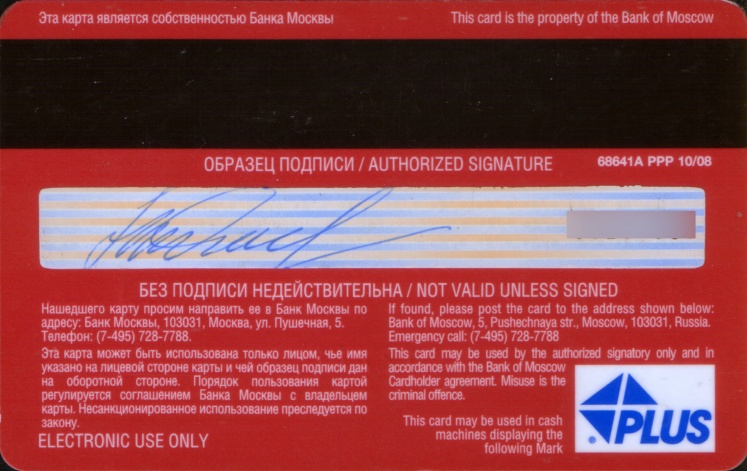 Эта карта является собственностью Банка Москвы
This card is the property of the Bank of Moscow
ОБРАЗЕЦ ПОДПИСИ / AUTHORIZED SIGNATURE
68641A PPP 10/08
БЕЗ ПОДПИСИ НЕДЕЙСТВИТЕЛЬНА / NOT VALID UNLESS SIGNED
Нашедшего карту просим направить ее в Банк Москвы по
адресу: Банк Москвы, 103031, Москва, ул. Пушечная, 5.
Телефон: (7-495) 728-7788.
Эта карта может быть использована только лицом, чье имя
указано на лицевой стороне карты и чей образец подписи дан
на оборотной стороне. Порядок пользования картой
регулируется соглашением Банка Москвы с владельцем
карты. Несанкционированное использование преследуется по
закону.
ELECTRONIC USE ONLY
If found, please post the card to the address shown below:
Bank of Moscow, 5, Pushechnaya str., Moscow, 103031, Russia.
Emergency call: (7-495) 728-7788
This card may be used by the authorized signatory only and in
accordance with the Bank of Moscow
Cardholder agreement. Misuse is the
criminal offence.
This card may be used in cash
machines displaying the
following Mark
PLUS